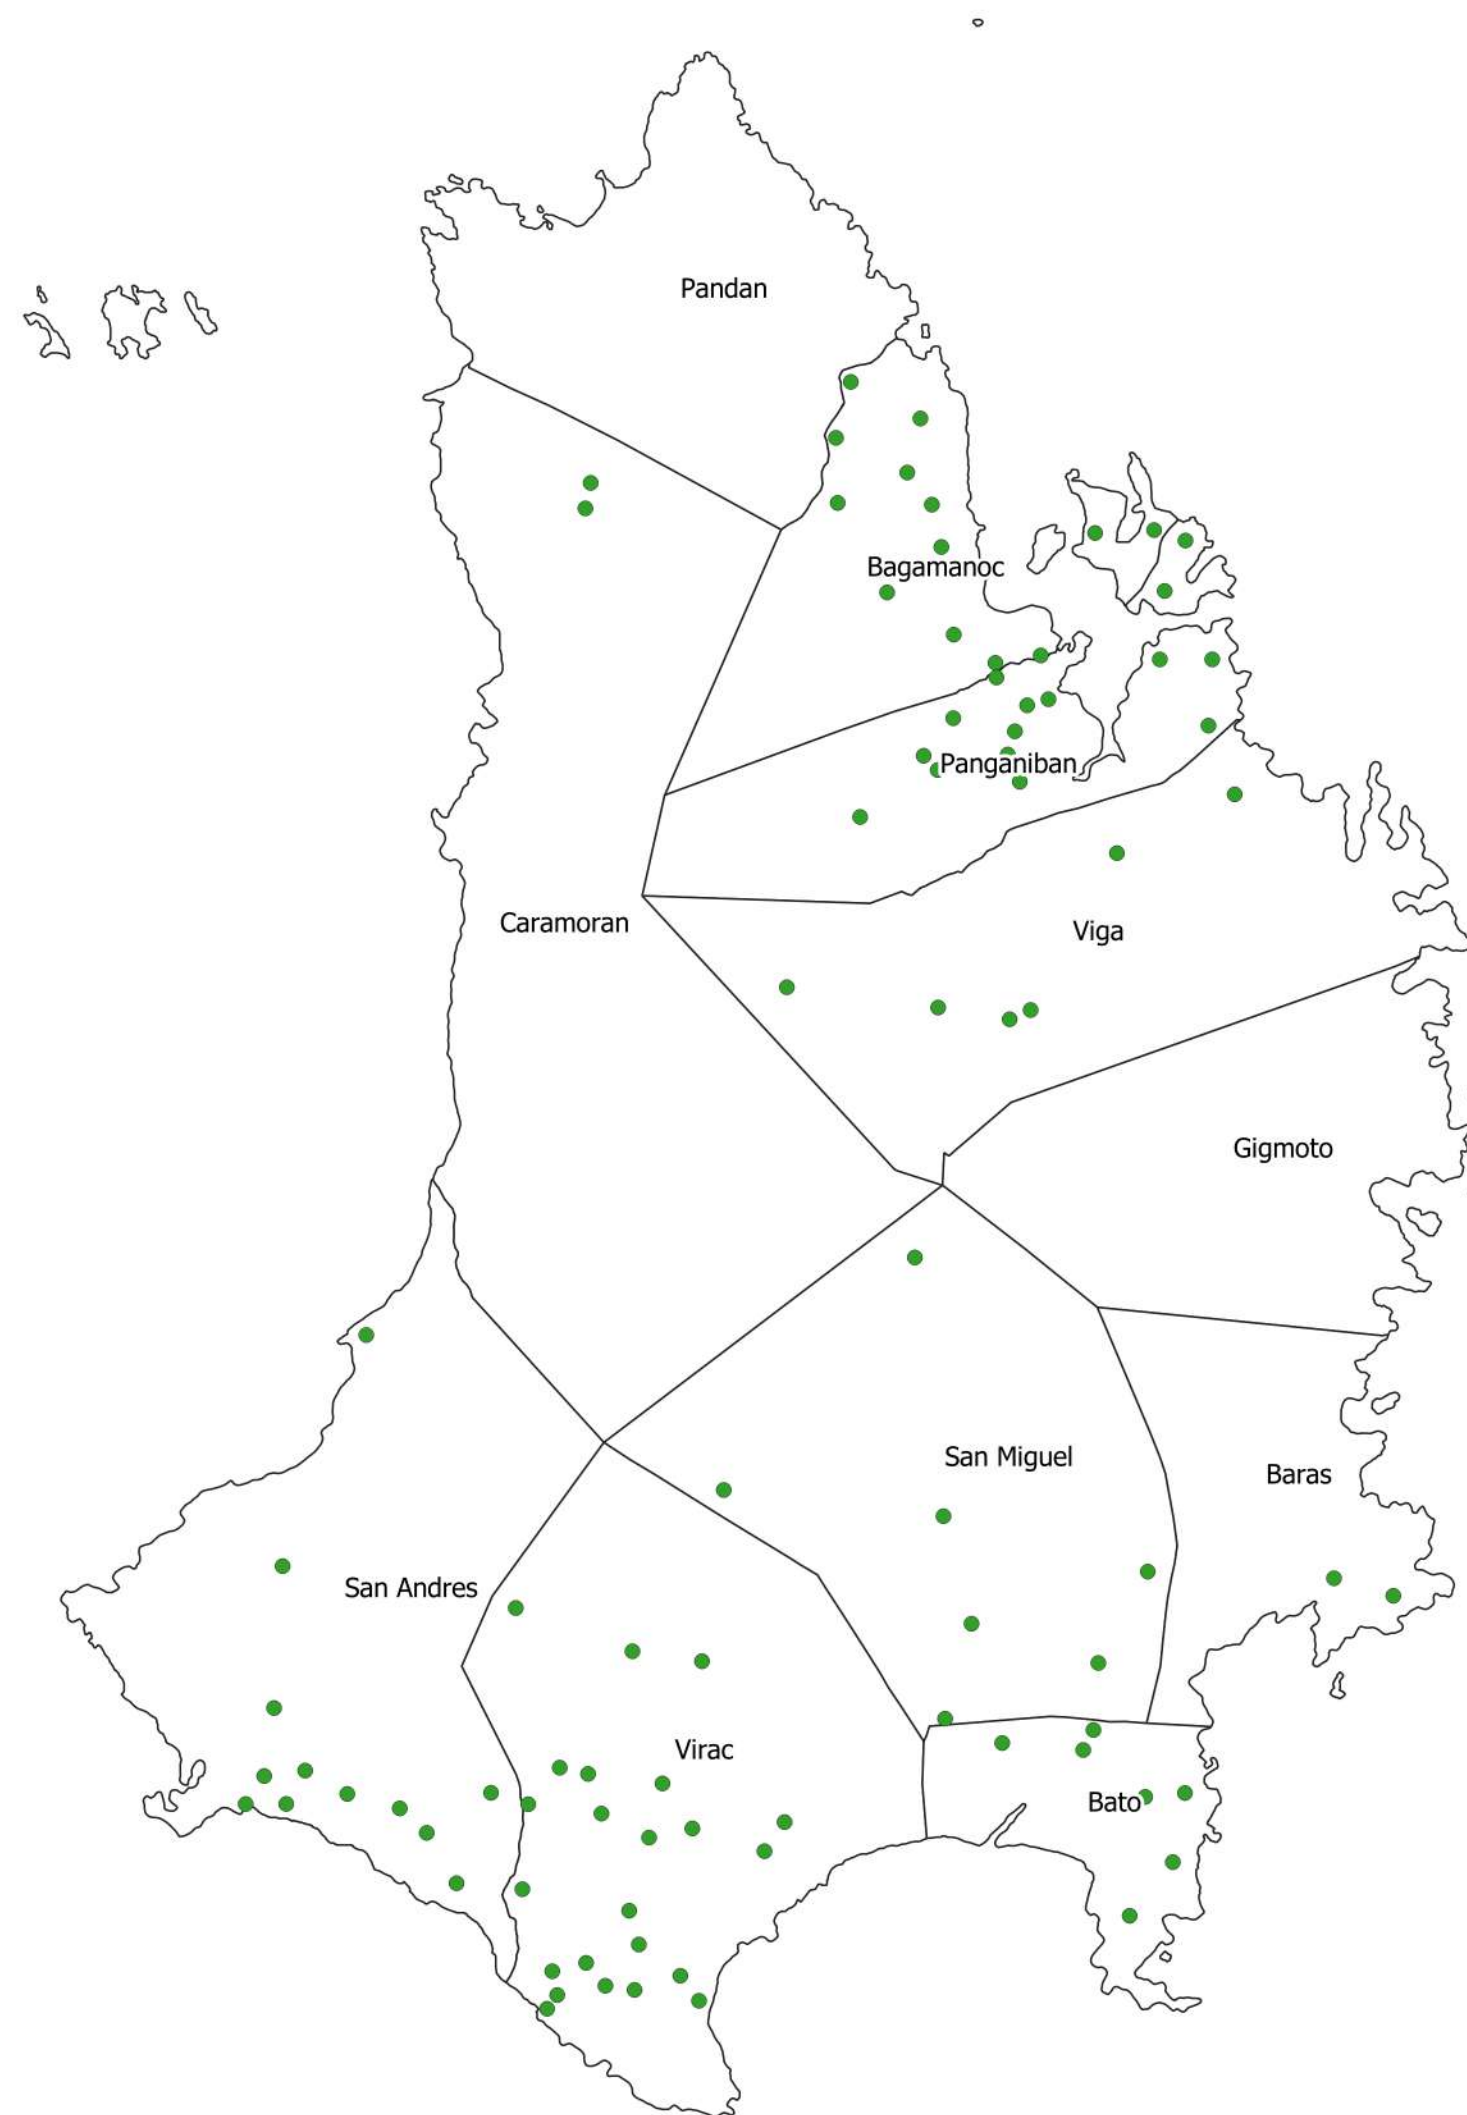 Pandan
Bagamanoc
Panganiban
Caramoran
Viga
Gigmoto
San Miguel
Baras
San Andres
Virac
Bato